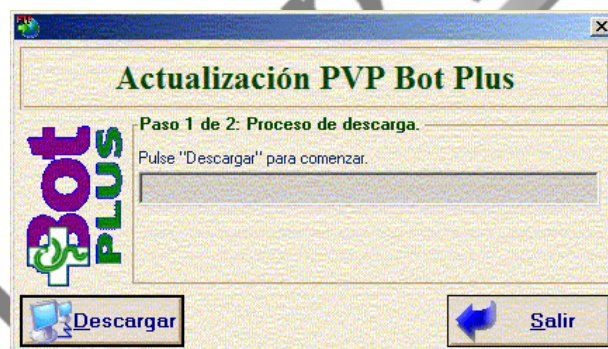 Actualización PVP Bot Plus
Paso 1 de 2: Proceso de descarga.
Pulse "Descargar" para comenzar.
Bot
PLUS
Descargar
Salir